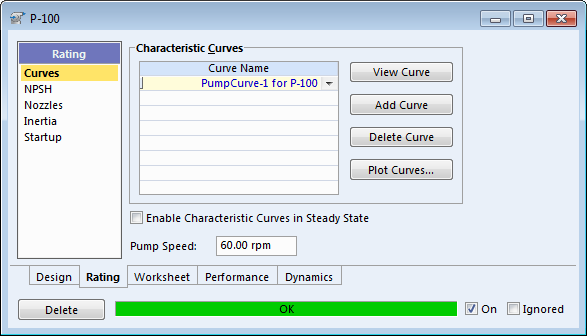 P-100
Rating
Curves
NPSH
Nozzles
Inertia
Startup
Characteristic Curves
Curve Name
PumpCurve-1 for P-100
View Curve
Add Curve
Delete Curve
Plot Curves...
Enable Characteristic Curves in Steady State
Pump Speed: 60.00 rpm
Design Rating Worksheet Performance Dynamics
Delete OK On Ignored